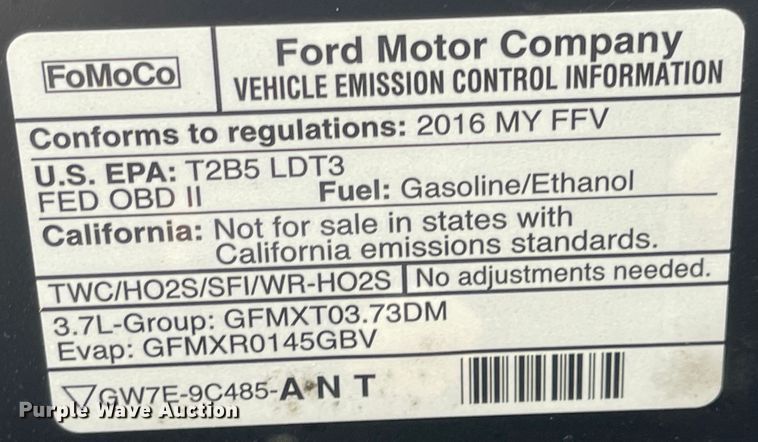 FoMoCo
Ford Motor Company
VEHICLE EMISSION CONTROL INFORMATION
Conforms to regulations: 2016 MY FFV
U.S. EPA: T2B5 LDT3
FED OBD II Fuel: Gasoline/Ethanol
California: Not for sale in states with
California emissions standards.
TWC/HO2S/SFI/WR-HO2S No adjustments needed.
3.7L-Group: GFMXT03.73DM
Evap: GFMXR0145GBV
GW7E-9C485-A N T
Purple Wave Auction